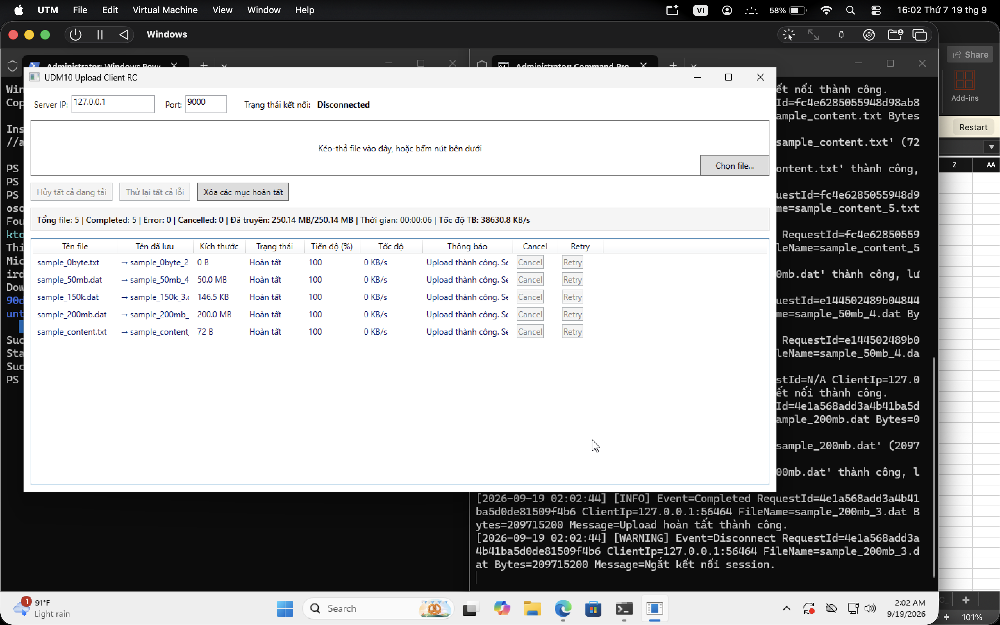 UTM File Edit Virtual Machine View Window Help VI 58% 16:02 Thứ 7 19 thg 9
Windows
Share
Add-ins
Restart
Z AA
101%
Administrator: Windows Pow
Administrator: Command Pro
UDM10 Upload Client RC
Server IP: 127.0.0.1 Port: 9000 Trạng thái kết nối: Disconnected
Kéo-thả file vào đây, hoặc bấm nút bên dưới
Chọn file...
Hủy tất cả đang tải Thử lại tất cả lỗi Xóa các mục hoàn tất
Tổng file: 5 | Completed: 5 | Error: 0 | Cancelled: 0 | Đã truyền: 250.14 MB/250.14 MB | Thời gian: 00:00:06 | Tốc độ TB: 38630.8 KB/s
Tên file Tên đã lưu Kích thước Trạng thái Tiến độ (%) Tốc độ Thông báo Cancel Retry
sample_0byte.txt → sample_0byte_2 0 B Hoàn tất 100 0 KB/s Upload thành công. Se Cancel Retry
sample_50mb.dat → sample_50mb_4 50.0 MB Hoàn tất 100 0 KB/s Upload thành công. Se Cancel Retry
sample_150k.dat → sample_150k_3. 146.5 KB Hoàn tất 100 0 KB/s Upload thành công. Se Cancel Retry
sample_200mb.dat → sample_200mb_ 200.0 MB Hoàn tất 100 0 KB/s Upload thành công. Se Cancel Retry
sample_content.txt → sample_content_ 72 B Hoàn tất 100 0 KB/s Upload thành công. Se Cancel Retry
Win
Cop
Ins
//a
PS
PS
PS
oso
Fou
kto
Thi
Mic
ird
Dow
90d
unt
Suc
Sta
Suc
PS
ết nối thành công.
Id=fc4e6285055948d98ab8
ample_content.txt Bytes
sample_content.txt' (72
ontent.txt' thành công,
uestId=fc4e6285055948d9
me=sample_content_5.txt
RequestId=fc4e62850559
leName=sample_content_5
0mb.dat' thành công, lư
uestId=e144502489b04844
me=sample_50mb_4.dat By
RequestId=e144502489b0
leName=sample_50mb_4.da
stId=N/A ClientIp=127.0
ết nối thành công.
Id=4e1a568add3a4b41ba5d
ample_200mb.dat Bytes=0
sample_200mb.dat' (2097
00mb.dat' thành công, l
[2026-09-19 02:02:44] [INFO] Event=Completed RequestId=4e1a568add3a4b41
ba5d0de81509f4b6 ClientIp=127.0.0.1:56464 FileName=sample_200mb_3.dat B
ytes=209715200 Message=Upload hoàn tất thành công.
[2026-09-19 02:02:44] [WARNING] Event=Disconnect RequestId=4e1a568add3a
4b41ba5d0de81509f4b6 ClientIp=127.0.0.1:56464 FileName=sample_200mb_3.d
at Bytes=209715200 Message=Ngắt kết nối session.
1 91°F
Light rain
Search
2:02 AM
9/19/2026